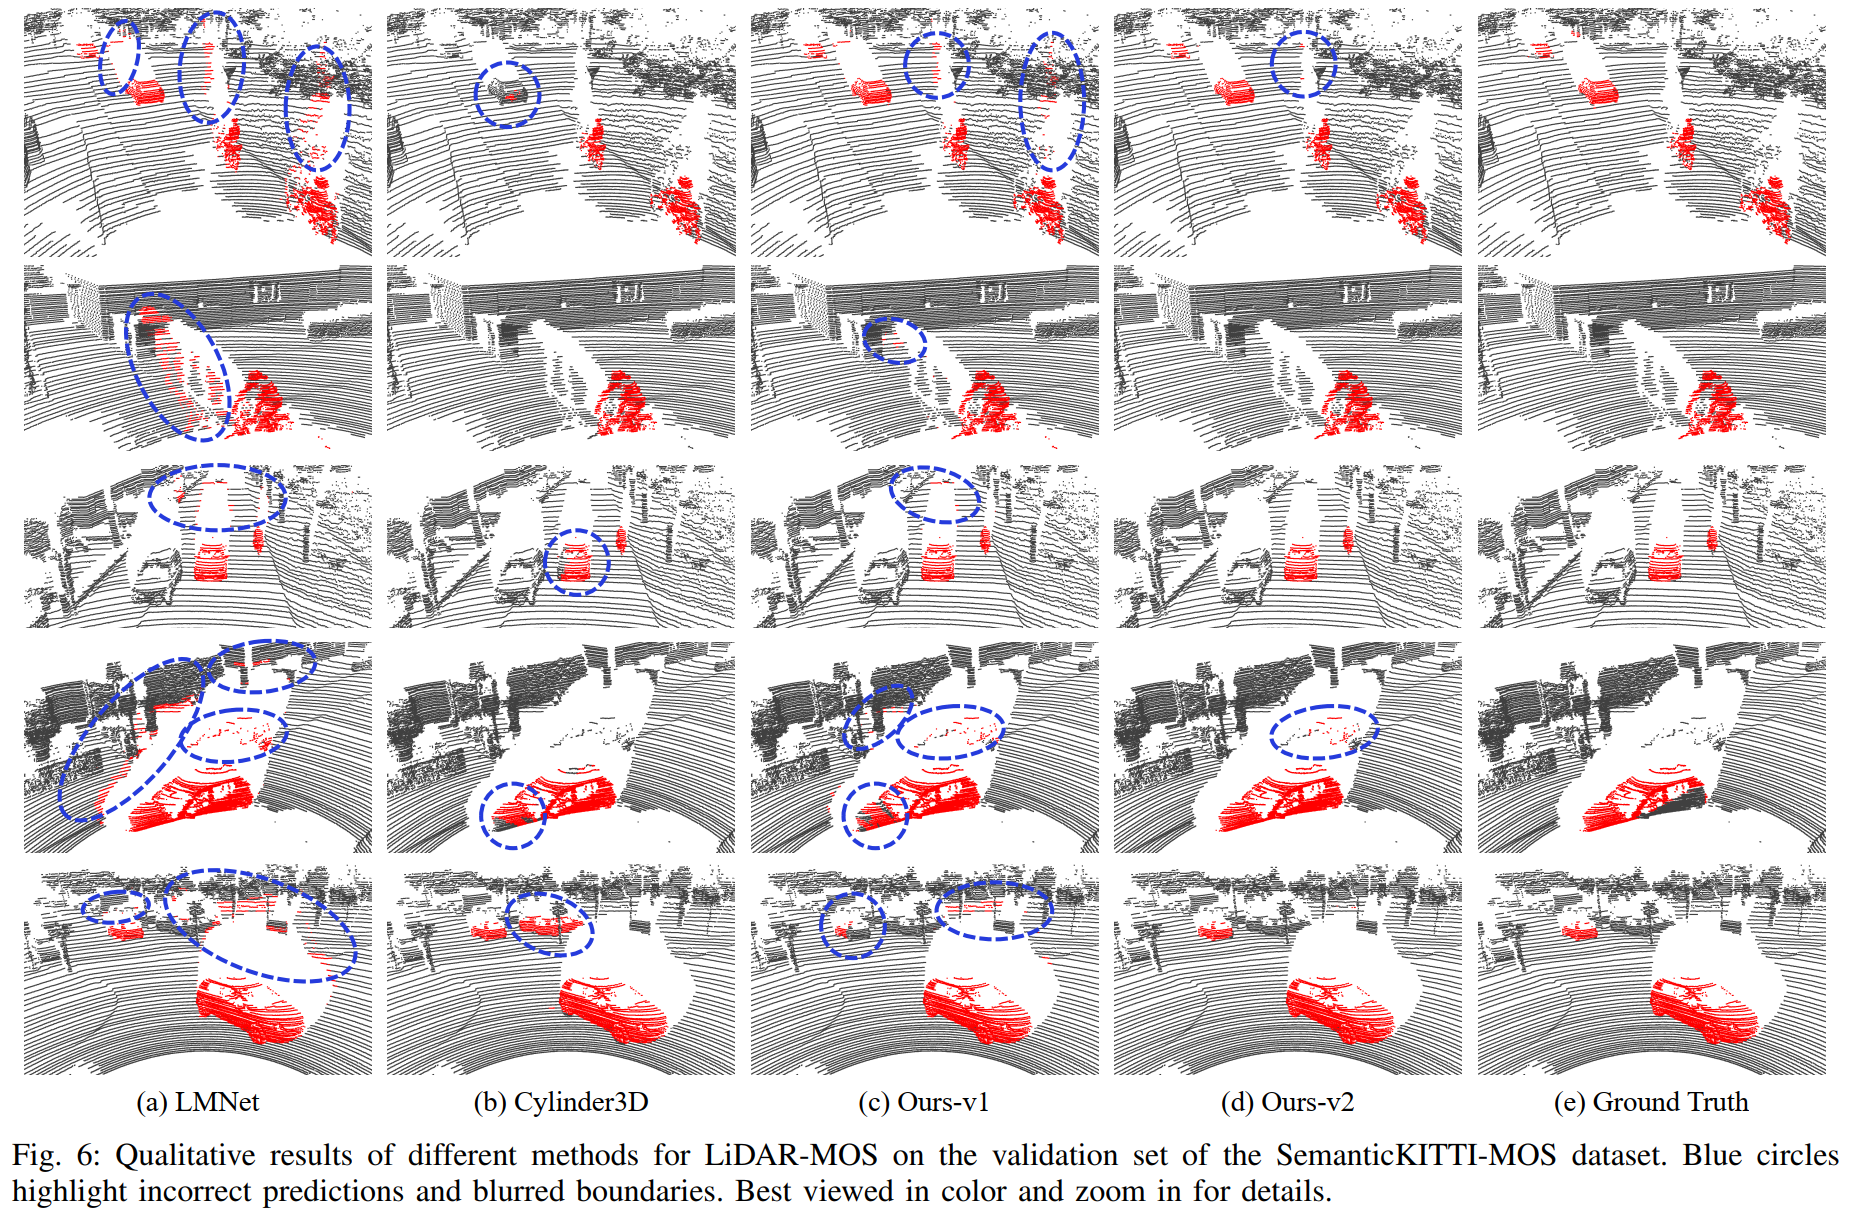 (a) LMNet (b) Cylinder3D (c) Ours-v1 (d) Ours-v2 (e) Ground Truth
Fig. 6: Qualitative results of different methods for LiDAR-MOS on the validation set of the SemanticKITTI-MOS dataset. Blue circles
highlight incorrect predictions and blurred boundaries. Best viewed in color and zoom in for details.